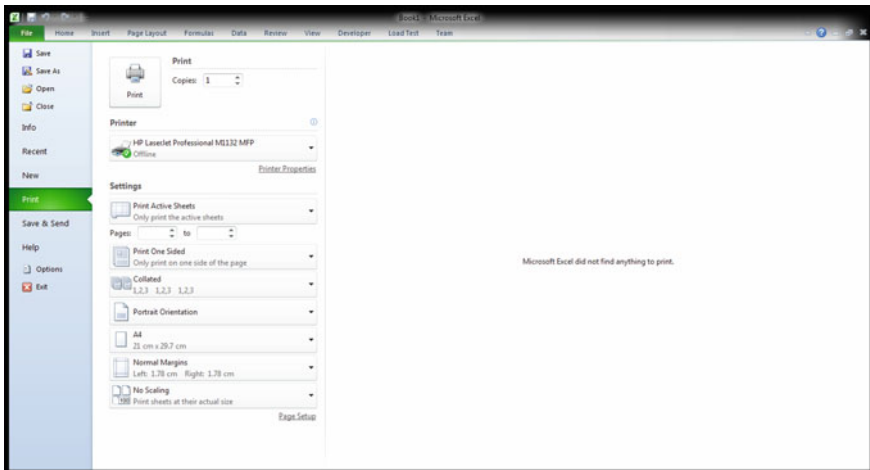 Book1 - Microsoft Excel
File Home Insert Page Layout Formulas Data Review View Developer Load Test Team
Save
Save As
Open
Close
Info
Recent
New
Print
Save & Send
Help
Options
Exit
Print
Copies: 1
Print
Printer
HP LaserJet Professional M1132 MFP
Offline
Printer Properties
Settings
Print Active Sheets
Only print the active sheets
Pages: to
Print One Sided
Only print on one side of the page
Collated
1,2,3 1,2,3 1,2,3
Portrait Orientation
A4
21 cm x 29.7 cm
Normal Margins
Left: 1.78 cm Right: 1.78 cm
No Scaling
100
Print sheets at their actual size
Page Setup
Microsoft Excel did not find anything to print.